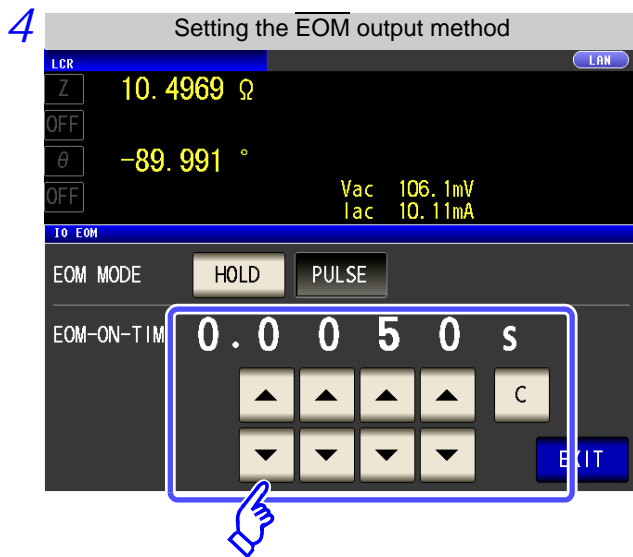 4 Setting the EOM output method
LCR LAN
Z 10.4969 Ω
OFF
θ -89.991 °
OFF
Vac 106.1mV
Iac 10.11mA
IO EOM
EOM MODE HOLD PULSE
EOM-ON-TIM 0.0050 s
C
EXIT